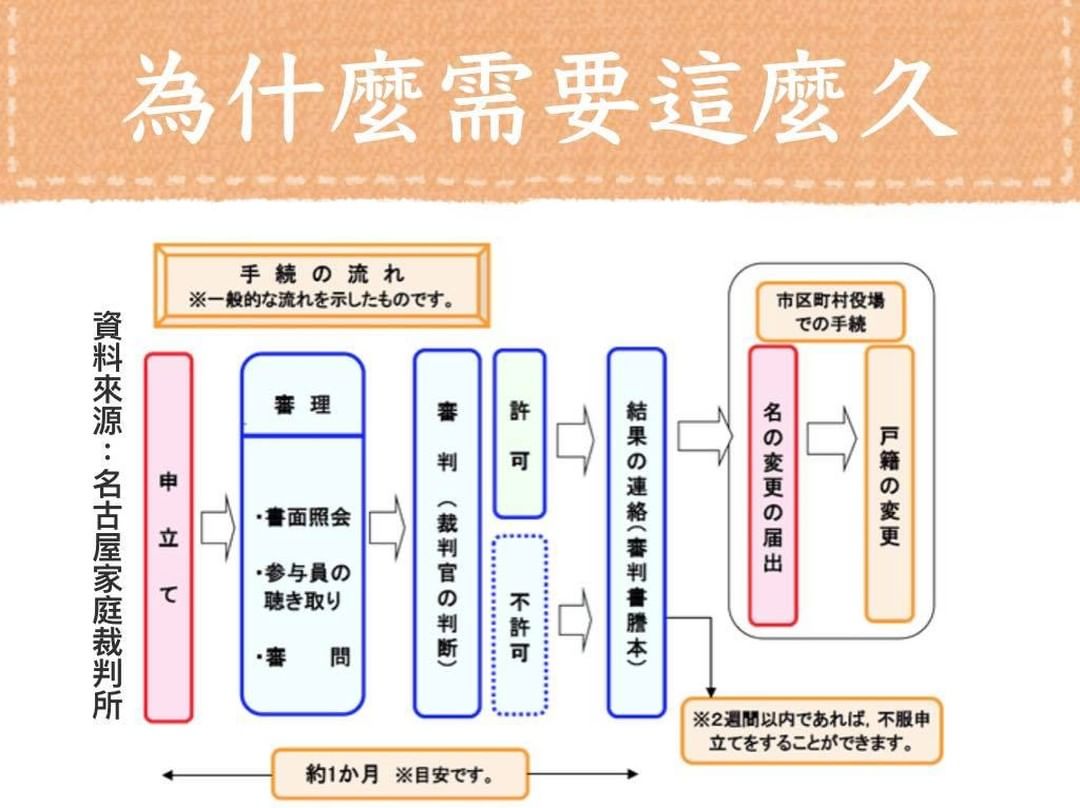 為什麼需要這麼久
手続の流れ
※一般的な流れを示したものです。
資料來源：名古屋家庭裁判所
申立て
審理
・書面照会
・参与員の
聴き取り
・審問
審判（裁判官の判断）
許可
不許可
結果の連絡（審判書謄本）
市区町村役場
での手続
名の変更の届出
戸籍の変更
※２週間以内であれば，不服申
立てをすることができます。
約1か月 ※目安です。